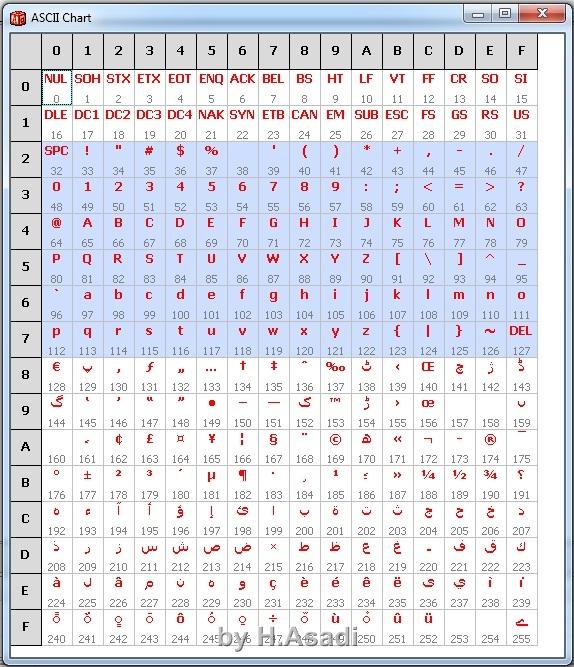 ASCII Chart
0 1 2 3 4 5 6 7 8 9 A B C D E F
0 NUL SOH STX ETX EOT ENQ ACK BEL BS HT LF VT FF CR SO SI
0 1 2 3 4 5 6 7 8 9 10 11 12 13 14 15
1 DLE DC1 DC2 DC3 DC4 NAK SYN ETB CAN EM SUB ESC FS GS RS US
16 17 18 19 20 21 22 23 24 25 26 27 28 29 30 31
2 SPC ! " # $ % ' ( ) * + , - . /
32 33 34 35 36 37 38 39 40 41 42 43 44 45 46 47
3 0 1 2 3 4 5 6 7 8 9 : ; < = > ?
48 49 50 51 52 53 54 55 56 57 58 59 60 61 62 63
4 @ A B C D E F G H I J K L M N O
64 65 66 67 68 69 70 71 72 73 74 75 76 77 78 79
5 P Q R S T U V W X Y Z [ \ ] ^ _
80 81 82 83 84 85 86 87 88 89 90 91 92 93 94 95
6 ` a b c d e f g h i j k l m n o
96 97 98 99 100 101 102 103 104 105 106 107 108 109 110 111
7 p q r s t u v w x y z { | } ~ DEL
112 113 114 115 116 117 118 119 120 121 122 123 124 125 126 127
8 € پ ‚ ƒ „ … † ‡ ˆ ‰ ٹ ‹ Œ چ ژ ڈ
128 129 130 131 132 133 134 135 136 137 138 139 140 141 142 143
9 گ ‘ ’ “ ” • – — ک ™ ڑ › œ ں
144 145 146 147 148 149 150 151 152 153 154 155 156 157 158 159
A ، ¢ £ ¤ ¥ ¦ § ¨ © ھ « ¬ - ® ¯
160 161 162 163 164 165 166 167 168 169 170 171 172 173 174 175
B ° ± ² ³ ´ µ ¶ · ¸ ¹ ؛ » ¼ ½ ¾ ؟
176 177 178 179 180 181 182 183 184 185 186 187 188 189 190 191
C ہ ء آ أ ؤ إ ئ ا ب ة ت ث ج ح خ د
192 193 194 195 196 197 198 199 200 201 202 203 204 205 206 207
D ذ ر ز س ش ص ض × ط ظ ع غ ـ ف ق ك
208 209 210 211 212 213 214 215 216 217 218 219 220 221 222 223
E à ل â م ن ه و ç è é ê ë ى ي î ï
224 225 226 227 228 229 230 231 232 233 234 235 236 237 238 239
F ô ÷ ù û ü ے
240 241 242 243 244 245 246 247 248 249 250 251 252 253 254 255
by H.Asadi